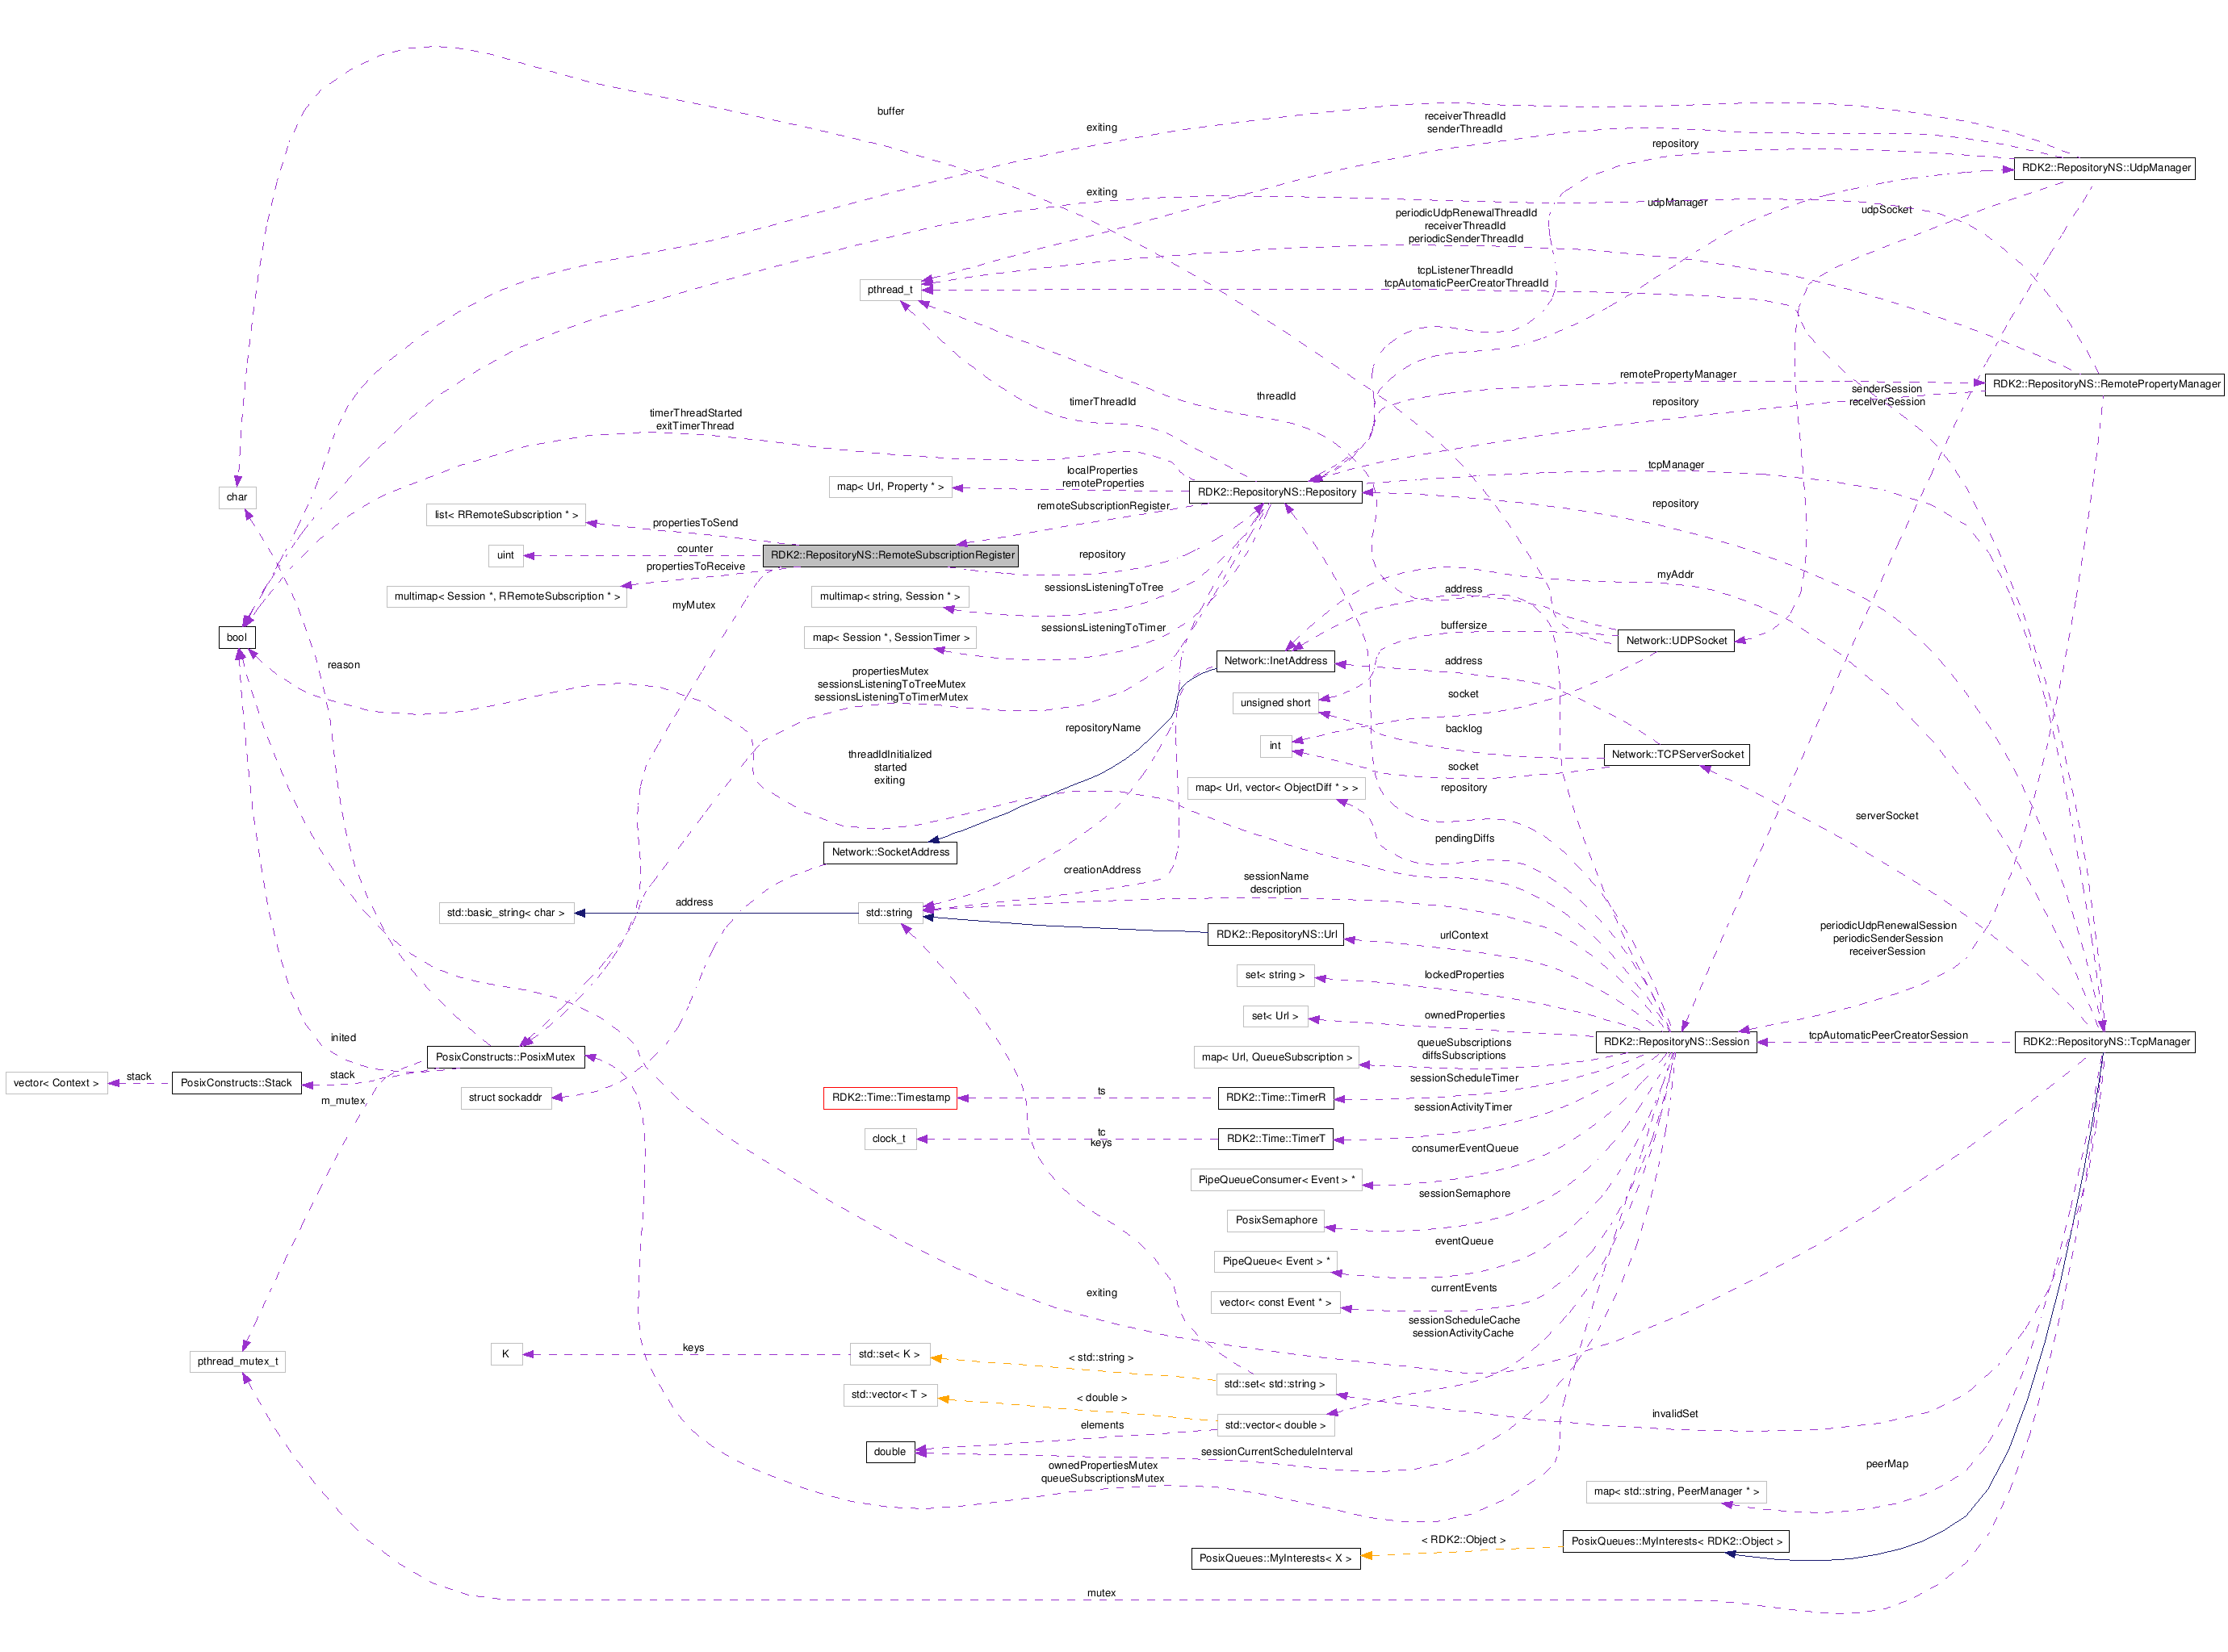 buffer
exiting
receiverThreadId
senderThreadId
repository
RDK2::RepositoryNS::UdpManager
exiting
udpManager
udpSocket
periodicUdpRenewalThreadId
receiverThreadId
periodicSenderThreadId
tcpListenerThreadId
tcpAutomaticPeerCreatorThreadId
pthread_t
remotePropertyManager
RDK2::RepositoryNS::RemotePropertyManager
senderSession
receiverSession
timerThreadId
threadId
repository
timerThreadStarted
exitTimerThread
tcpManager
localProperties
remoteProperties
map< Url, Property * >
RDK2::RepositoryNS::Repository
char
list< RRemoteSubscription * >
propertiesToSend
remoteSubscriptionRegister
repository
uint
counter
RDK2::RepositoryNS::RemoteSubscriptionRegister
repository
propertiesToReceive
myAddr
multimap< Session *, RRemoteSubscription * >
multimap< string, Session * >
sessionsListeningToTree
address
myMutex
buffersize
bool
map< Session *, SessionTimer >
sessionsListeningToTimer
Network::UDPSocket
reason
Network::InetAddress
address
propertiesMutex
sessionsListeningToTreeMutex
sessionsListeningToTimerMutex
socket
unsigned short
repositoryName
backlog
int
Network::TCPServerSocket
threadIdInitialized
started
exiting
socket
map< Url, vector< ObjectDiff * > >
repository
serverSocket
pendingDiffs
Network::SocketAddress
creationAddress
sessionName
description
std::basic_string< char >
address
std::string
RDK2::RepositoryNS::Url
urlContext
periodicUdpRenewalSession
periodicSenderSession
receiverSession
set< string >
lockedProperties
set< Url >
ownedProperties
inited
PosixConstructs::PosixMutex
queueSubscriptions
diffsSubscriptions
map< Url, QueueSubscription >
RDK2::RepositoryNS::Session
tcpAutomaticPeerCreatorSession
RDK2::RepositoryNS::TcpManager
vector< Context >
stack
PosixConstructs::Stack
stack
m_mutex
struct sockaddr
RDK2::Time::Timestamp
ts
RDK2::Time::TimerR
sessionScheduleTimer
sessionActivityTimer
clock_t
tc
keys
RDK2::Time::TimerT
consumerEventQueue
PipeQueueConsumer< Event > *
sessionSemaphore
PosixSemaphore
eventQueue
PipeQueue< Event > *
exiting
currentEvents
vector< const Event * >
sessionScheduleCache
sessionActivityCache
pthread_mutex_t
K
keys
std::set< K >
< std::string >
std::set< std::string >
std::vector< T >
< double >
invalidSet
elements
std::vector< double >
double
sessionCurrentScheduleInterval
ownedPropertiesMutex
queueSubscriptionsMutex
peerMap
map< std::string, PeerManager * >
< RDK2::Object >
PosixQueues::MyInterests< RDK2::Object >
PosixQueues::MyInterests< X >
mutex